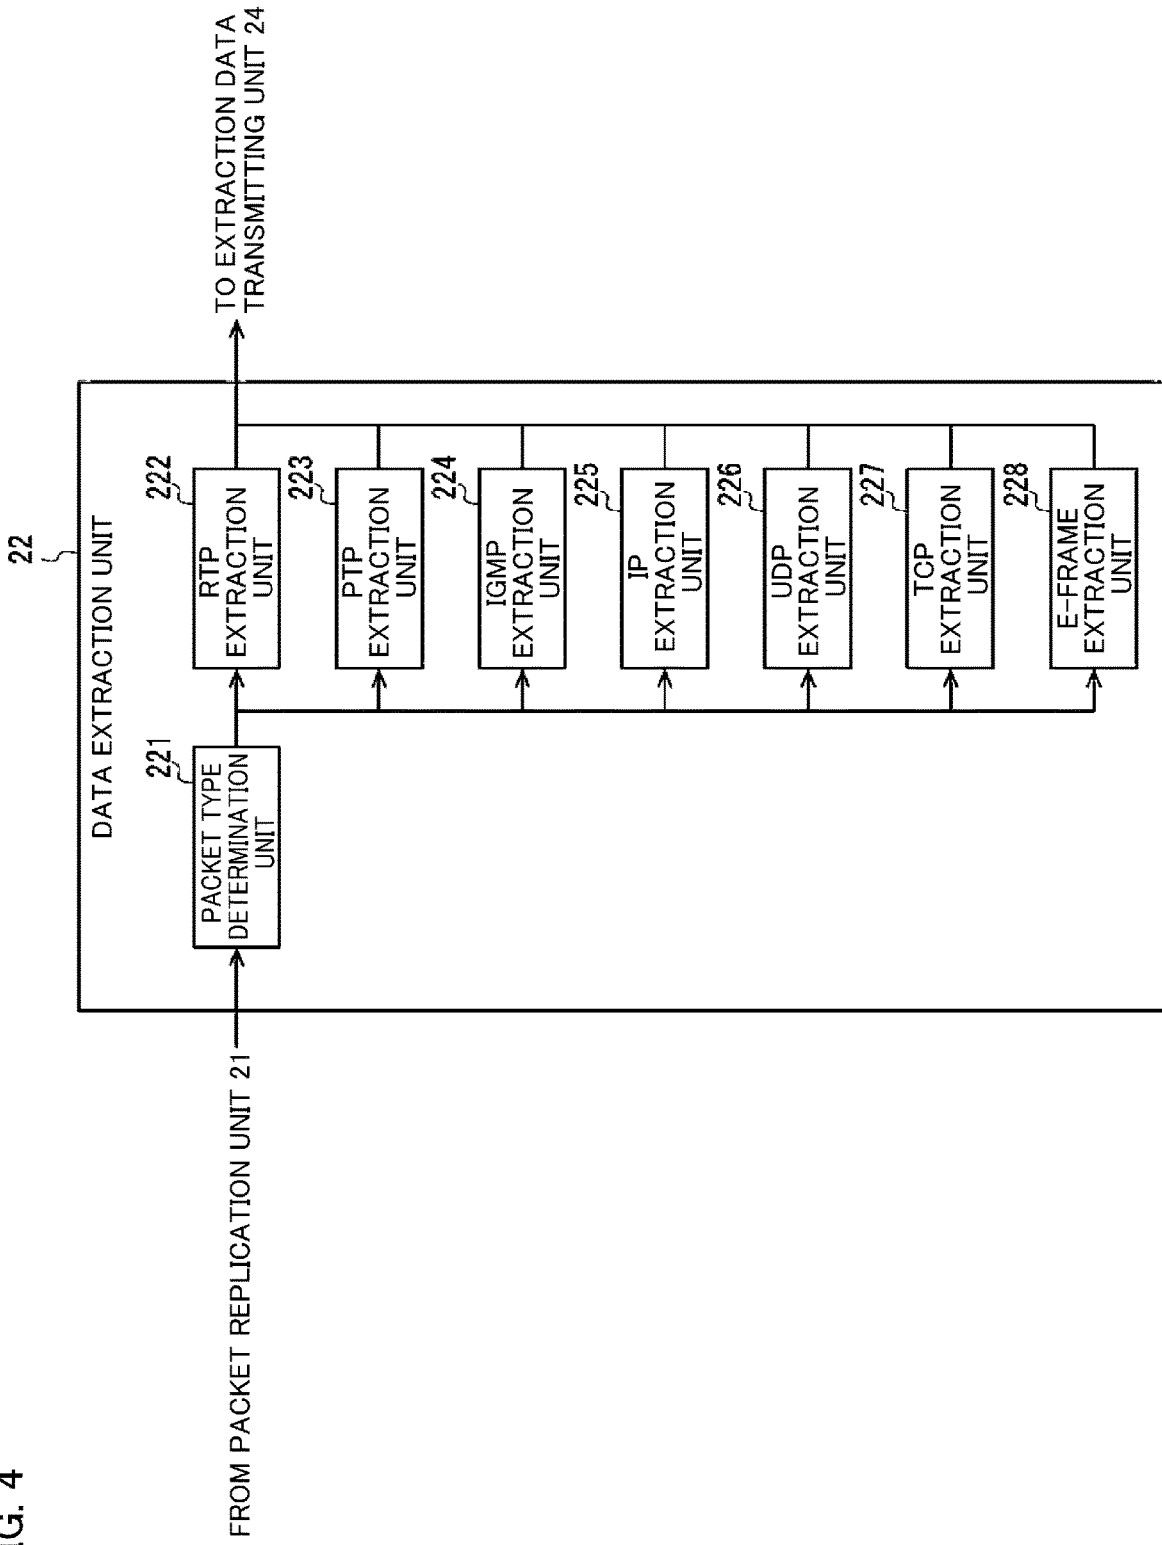 G. 4
22
DATA EXTRACTION UNIT
FROM PACKET REPLICATION UNIT 21
221
PACKET TYPE
DETERMINATION
UNIT
222
RTP
EXTRACTION
UNIT
TO EXTRACTION DATA
TRANSMITTING UNIT 24
223
PTP
EXTRACTION
UNIT
224
IGMP
EXTRACTION
UNIT
225
IP
EXTRACTION
UNIT
226
UDP
EXTRACTION
UNIT
227
TCP
EXTRACTION
UNIT
228
E-FRAME
EXTRACTION
UNIT